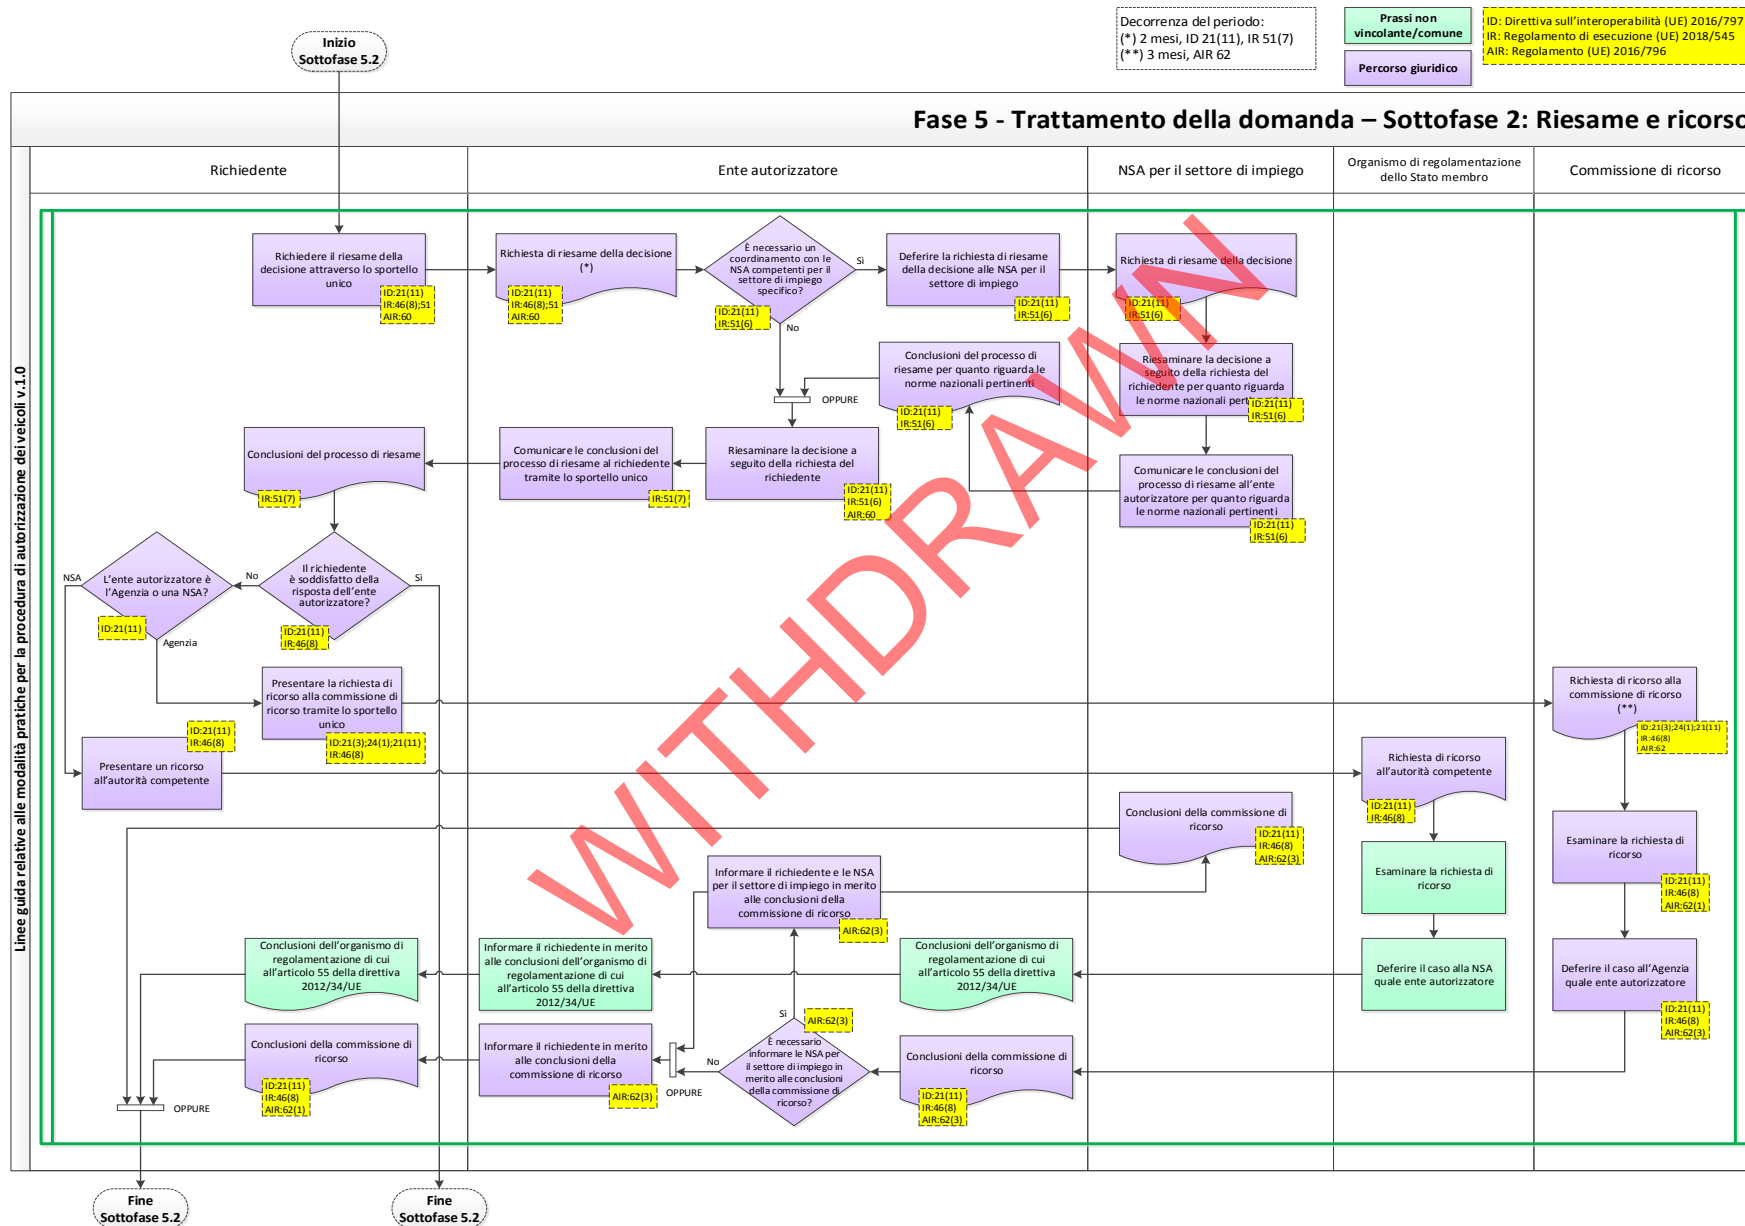 Decorrenza del periodo:
(*) 2 mesi, ID 21(11), IR 51(7)
(**) 3 mesi, AIR 62
Prassi non
vincolante/comune
Percorso giuridico
ID: Direttiva sull'interoperabilità (UE) 2016/797
IR: Regolamento di esecuzione (UE) 2018/545
AIR: Regolamento (UE) 2016/796
Inizio
Sottofase 5.2
Fase 5 - Trattamento della domanda – Sottofase 2: Riesame e ricorso
Linee guida relative alle modalità pratiche per la procedura di autorizzazione dei veicoli v.1.0
Richiedente
Ente autorizzatore
NSA per il settore di impiego
Organismo di regolamentazione
dello Stato membro
Commissione di ricorso
Richiedere il riesame della
decisione attraverso lo sportello
unico
ID:21(11)
IR:46(8);51
AIR:60
Richiesta di riesame della decisione
(*)
ID:21(11)
IR:46(8);51
AIR:60
È necessario un
coordinamento con le
NSA competenti per il
settore di impiego
specifico?
ID:21(11)
IR:51(6)
Sì
No
Deferire la richiesta di riesame
della decisione alle NSA per il
settore di impiego
ID:21(11)
IR:51(6)
Richiesta di riesame della decisione
ID:21(11)
IR:51(6)
Conclusioni del processo di
riesame per quanto riguarda le
norme nazionali pertinenti
ID:21(11)
IR:51(6)
Riesaminare la decisione a
seguito della richiesta del
richiedente per quanto riguarda
le norme nazionali pertinenti
ID:21(11)
IR:51(6)
OPPURE
Conclusioni del processo di riesame
IR:51(7)
Comunicare le conclusioni del
processo di riesame al richiedente
tramite lo sportello unico
IR:51(7)
Riesaminare la decisione a
seguito della richiesta del
richiedente
ID:21(11)
IR:51(6)
AIR:60
Comunicare le conclusioni del
processo di riesame all'ente
autorizzatore per quanto riguarda
le norme nazionali pertinenti
ID:21(11)
IR:51(6)
NSA
L'ente autorizzatore è
l'Agenzia o una NSA?
ID:21(11)
Agenzia
No
Il richiedente
è soddisfatto della
risposta dell'ente
autorizzatore?
ID:21(11)
IR:46(8)
Sì
Presentare la richiesta di
ricorso alla commissione di
ricorso tramite lo sportello
unico
ID:21(3);24(1);21(11)
IR:46(8)
Richiesta di ricorso alla
commissione di ricorso
(**)
ID:21(3);24(1);21(11)
IR:46(8)
AIR:62
ID:21(11)
IR:46(8)
Presentare un ricorso
all'autorità competente
Richiesta di ricorso
all'autorità competente
ID:21(11)
IR:46(8)
Conclusioni della commissione di
ricorso
ID:21(11)
IR:46(8)
AIR:62(3)
Esaminare la richiesta di
ricorso
Esaminare la richiesta di
ricorso
ID:21(11)
IR:46(8)
AIR:62(1)
Informare il richiedente e le NSA
per il settore di impiego in merito
alle conclusioni della
commissione di ricorso
AIR:62(3)
Conclusioni dell'organismo di
regolamentazione di cui
all'articolo 55 della direttiva
2012/34/UE
Informare il richiedente in merito
alle conclusioni dell'organismo di
regolamentazione di cui
all'articolo 55 della direttiva
2012/34/UE
Conclusioni dell'organismo di
regolamentazione di cui
all'articolo 55 della direttiva
2012/34/UE
Deferire il caso alla NSA
quale ente autorizzatore
Deferire il caso all'Agenzia
quale ente autorizzatore
ID:21(11)
IR:46(8)
AIR:62(3)
Sì
AIR:62(3)
Conclusioni della commissione di
ricorso
ID:21(11)
IR:46(8)
AIR:62(1)
Informare il richiedente in merito
alle conclusioni della
commissione di ricorso
AIR:62(3)
OPPURE
No
È necessario
informare le NSA per
il settore di impiego in
merito alle conclusioni
della commissione di
ricorso?
Conclusioni della commissione di
ricorso
ID:21(11)
IR:46(8)
AIR:62(3)
OPPURE
Fine
Sottofase 5.2
Fine
Sottofase 5.2
WITHDRAWN